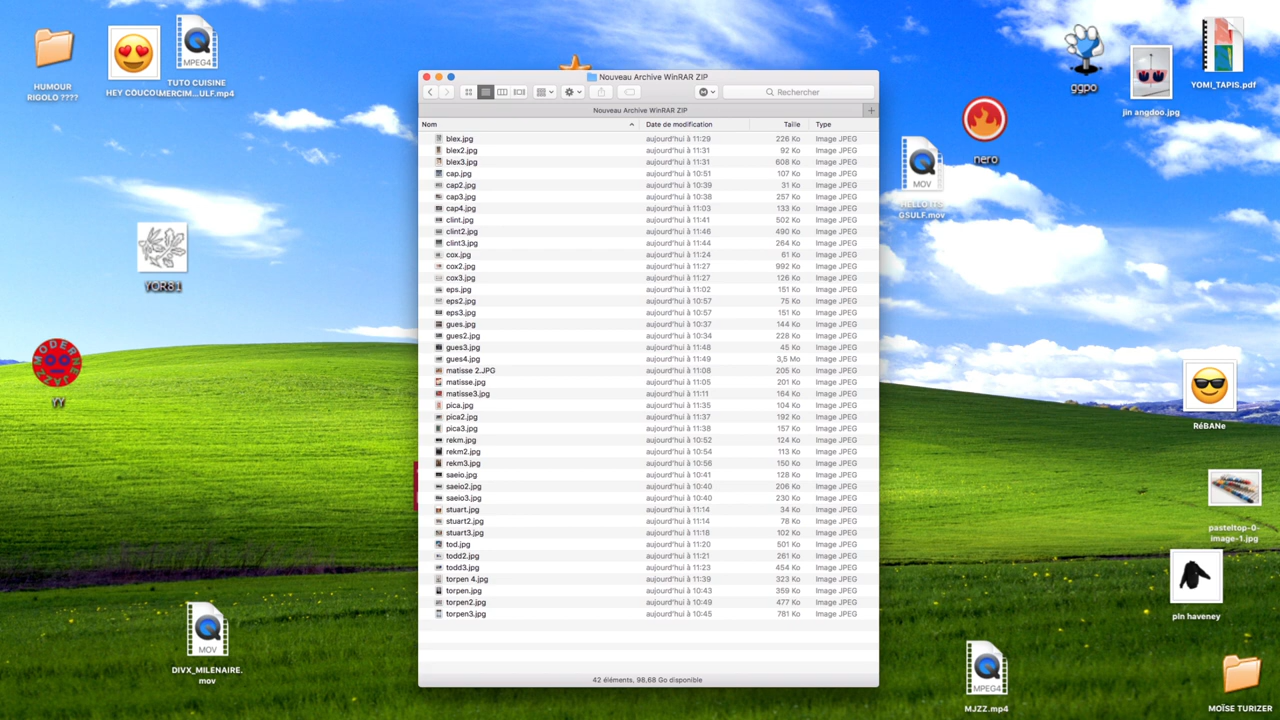 HUMOUR
RIGOLO ????
HEY COUCOU
MPEG4
TUTO CUISINE
MERCIM....ULF.mp4
YOR81
MODERNE JAZZ
YY
MOV
DIVX_MILENAIRE.
mov
Nouveau Archive WinRAR ZIP
Rechercher
Nouveau Archive WinRAR ZIP
Nom Date de modification Taille Type
blex.jpg aujourd'hui à 11:29 226 Ko Image JPEG
blex2.jpg aujourd'hui à 11:31 92 Ko Image JPEG
blex3.jpg aujourd'hui à 11:31 608 Ko Image JPEG
cap.jpg aujourd'hui à 10:51 107 Ko Image JPEG
cap2.jpg aujourd'hui à 10:39 31 Ko Image JPEG
cap3.jpg aujourd'hui à 10:38 257 Ko Image JPEG
cap4.jpg aujourd'hui à 11:03 133 Ko Image JPEG
clint.jpg aujourd'hui à 11:41 502 Ko Image JPEG
clint2.jpg aujourd'hui à 11:46 490 Ko Image JPEG
clint3.jpg aujourd'hui à 11:44 264 Ko Image JPEG
cox.jpg aujourd'hui à 11:24 61 Ko Image JPEG
cox2.jpg aujourd'hui à 11:27 992 Ko Image JPEG
cox3.jpg aujourd'hui à 11:27 126 Ko Image JPEG
eps.jpg aujourd'hui à 11:02 151 Ko Image JPEG
eps2.jpg aujourd'hui à 10:57 75 Ko Image JPEG
eps3.jpg aujourd'hui à 10:57 151 Ko Image JPEG
gues.jpg aujourd'hui à 10:37 144 Ko Image JPEG
gues2.jpg aujourd'hui à 10:34 228 Ko Image JPEG
gues3.jpg aujourd'hui à 11:48 45 Ko Image JPEG
gues4.jpg aujourd'hui à 11:49 3,5 Mo Image JPEG
matisse 2.JPG aujourd'hui à 11:08 205 Ko Image JPEG
matisse.jpg aujourd'hui à 11:05 201 Ko Image JPEG
matisse3.jpg aujourd'hui à 11:11 164 Ko Image JPEG
pica.jpg aujourd'hui à 11:35 104 Ko Image JPEG
pica2.jpg aujourd'hui à 11:37 192 Ko Image JPEG
pica3.jpg aujourd'hui à 11:38 157 Ko Image JPEG
rekm.jpg aujourd'hui à 10:52 124 Ko Image JPEG
rekm2.jpg aujourd'hui à 10:54 113 Ko Image JPEG
rekm3.jpg aujourd'hui à 10:56 150 Ko Image JPEG
saeio.jpg aujourd'hui à 10:41 128 Ko Image JPEG
saeio2.jpg aujourd'hui à 10:40 206 Ko Image JPEG
saeio3.jpg aujourd'hui à 10:40 230 Ko Image JPEG
stuart.jpg aujourd'hui à 11:14 34 Ko Image JPEG
stuart2.jpg aujourd'hui à 11:14 78 Ko Image JPEG
stuart3.jpg aujourd'hui à 11:18 102 Ko Image JPEG
tod.jpg aujourd'hui à 11:20 501 Ko Image JPEG
todd2.jpg aujourd'hui à 11:21 261 Ko Image JPEG
todd3.jpg aujourd'hui à 11:23 454 Ko Image JPEG
torpen 4.jpg aujourd'hui à 11:39 323 Ko Image JPEG
torpen.jpg aujourd'hui à 10:43 359 Ko Image JPEG
torpen2.jpg aujourd'hui à 10:49 477 Ko Image JPEG
torpen3.jpg aujourd'hui à 10:45 781 Ko Image JPEG
42 éléments, 98,68 Go disponible
ggpo
jin angdoo.jpg
YOMI_TAPIS.pdf
nero
MOV
GSULF.mov
RéBANe
pasteltop-0-
image-1.jpg
pin haveney
MPEG4
MJZZ.mp4
MOÏSE TURIZER